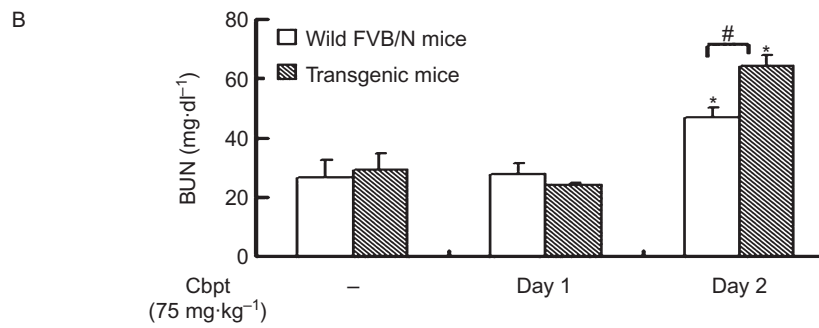 B
80
60
40
20
0
BUN (mg·dl⁻¹)
Wild FVB/N mice
Transgenic mice
#
*
*
Cbpt
(75 mg·kg⁻¹)
–
Day 1
Day 2